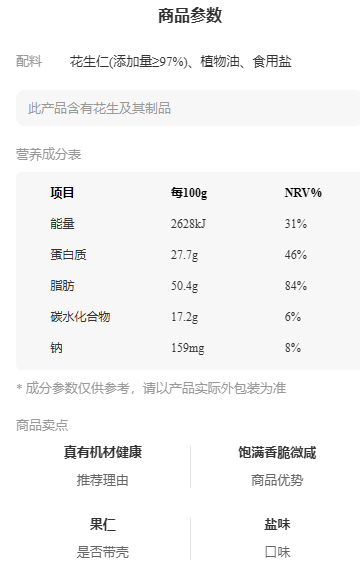 商品参数
配料 花生仁(添加量≥97%)、植物油、食用盐
此产品含有花生及其制品
营养成分表
项目 每100g NRV%
能量 2628kJ 31%
蛋白质 27.7g 46%
脂肪 50.4g 84%
碳水化合物 17.2g 6%
钠 159mg 8%
* 成分参数仅供参考，请以产品实际外包装为准
商品卖点
真有机材健康 饱满香脆微咸
推荐理由 商品优势
果仁 盐味
是否带壳 口味